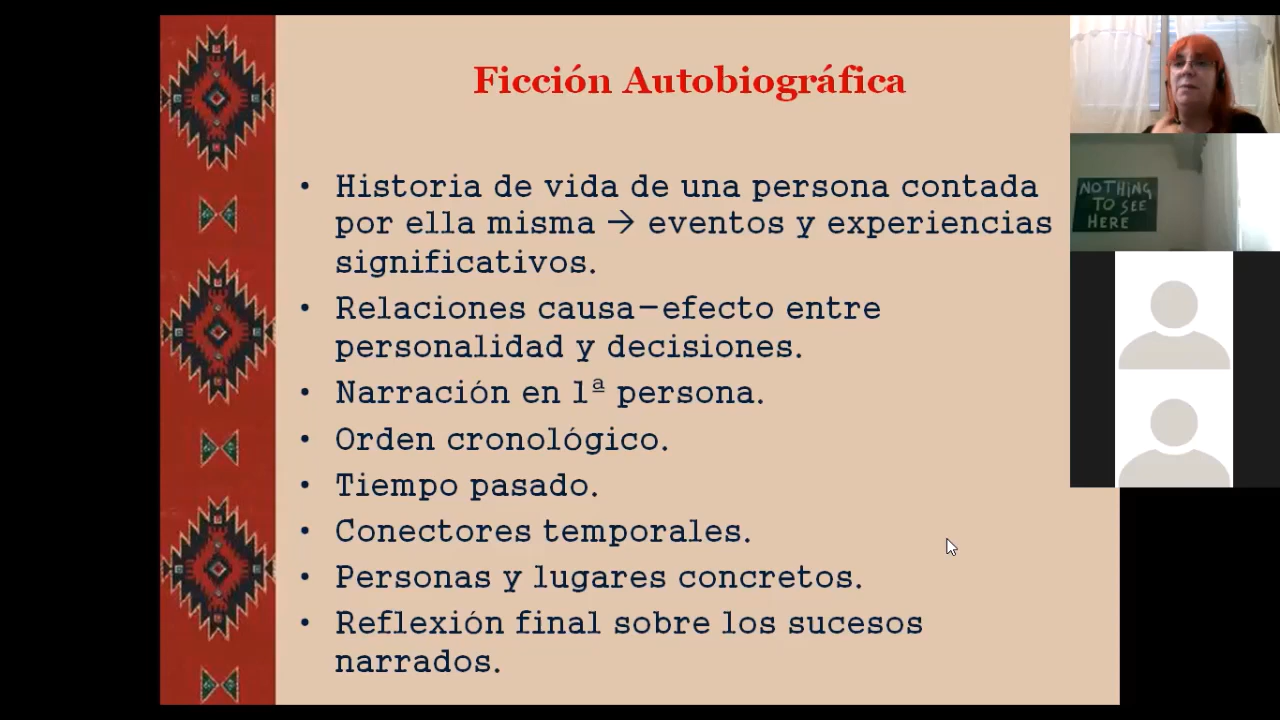 Ficción Autobiográfica
• Historia de vida de una persona contada
por ella misma → eventos y experiencias
significativos.
• Relaciones causa–efecto entre
personalidad y decisiones.
• Narración en 1ª persona.
• Orden cronológico.
• Tiempo pasado.
• Conectores temporales.
• Personas y lugares concretos.
• Reflexión final sobre los sucesos
narrados.
NOTHING
TO SEE
HERE